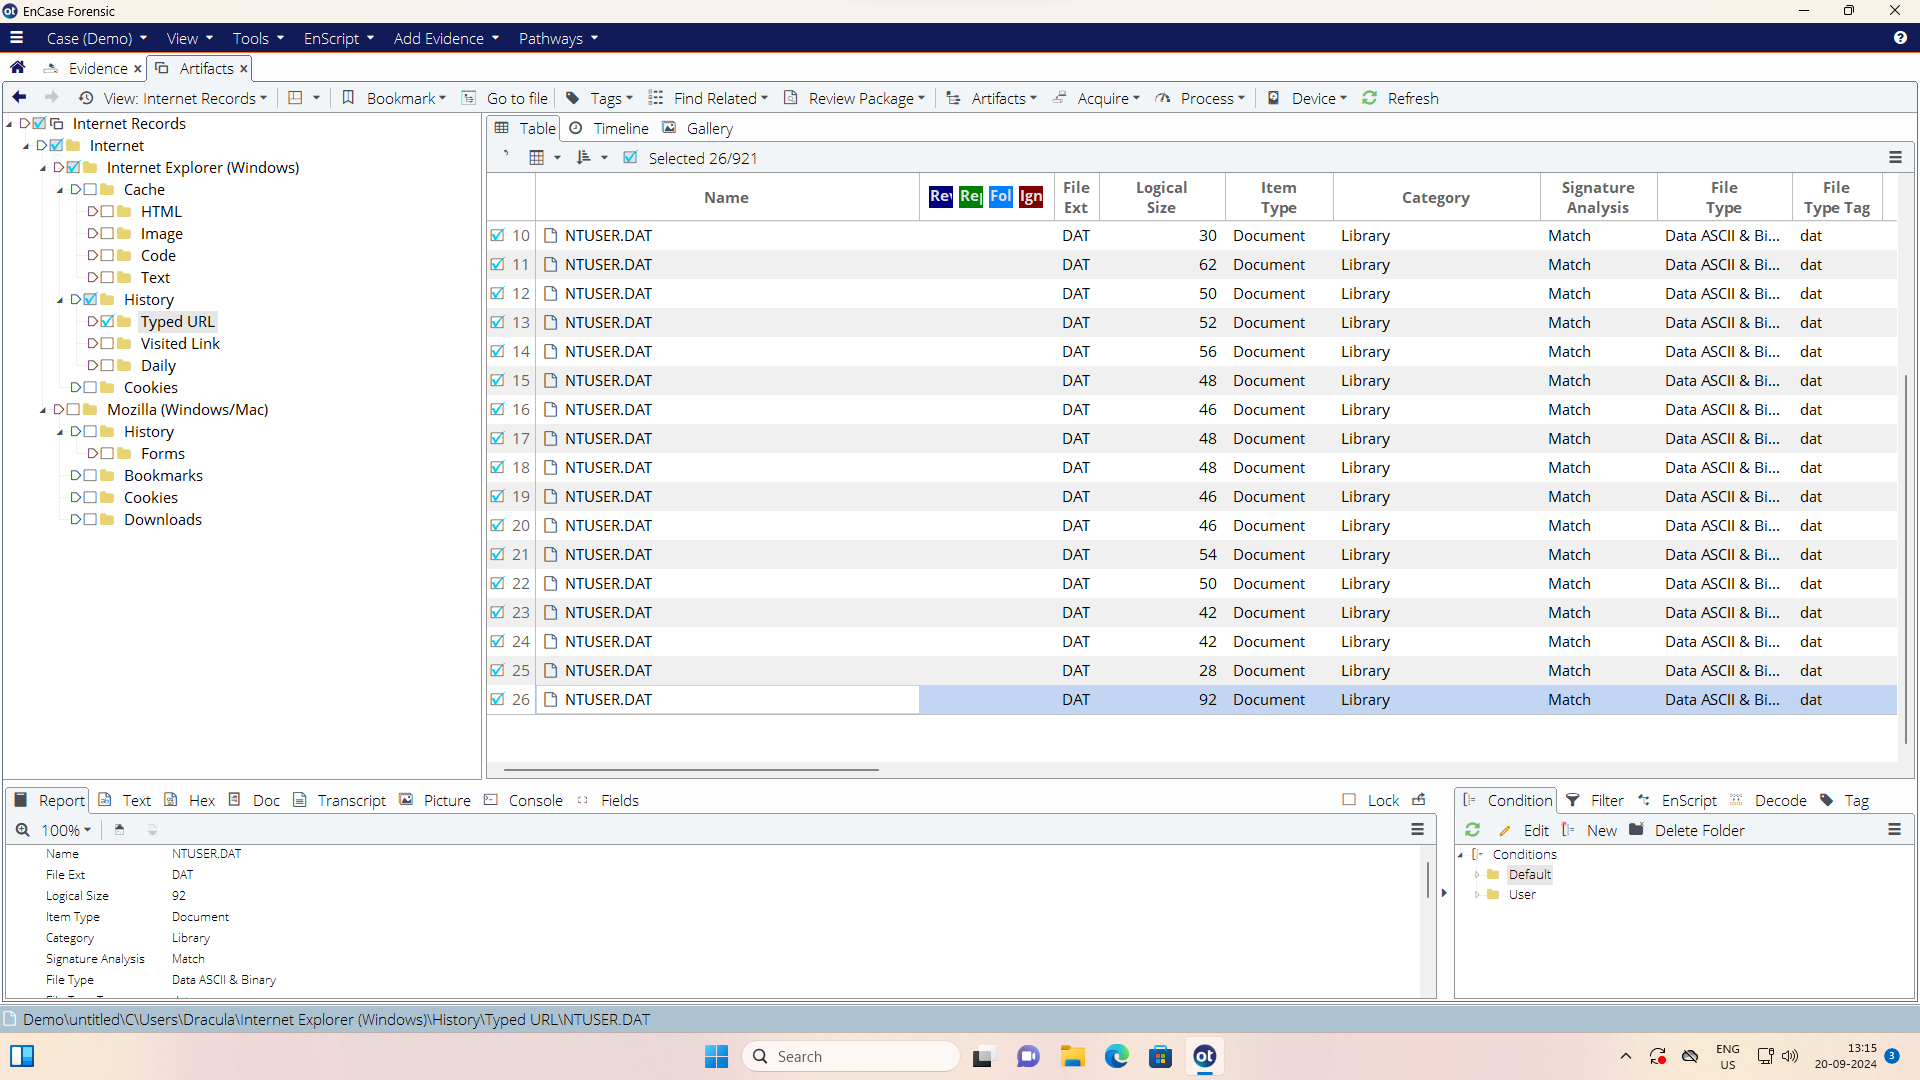 EnCase Forensic
Case (Demo) View Tools EnScript Add Evidence Pathways
Evidence Artifacts
View: Internet Records Bookmark Go to file Tags Find Related Review Package Artifacts Acquire Process Device Refresh
Internet Records
Internet
Internet Explorer (Windows)
Cache
HTML
Image
Code
Text
History
Typed URL
Visited Link
Daily
Cookies
Mozilla (Windows/Mac)
History
Forms
Bookmarks
Cookies
Downloads
Table Timeline Gallery
Selected 26/921
Name Rev Rep Fol Ign File Ext Logical Size Item Type Category Signature Analysis File Type File Type Tag
10 NTUSER.DAT DAT 30 Document Library Match Data ASCII & Bi... dat
11 NTUSER.DAT DAT 62 Document Library Match Data ASCII & Bi... dat
12 NTUSER.DAT DAT 50 Document Library Match Data ASCII & Bi... dat
13 NTUSER.DAT DAT 52 Document Library Match Data ASCII & Bi... dat
14 NTUSER.DAT DAT 56 Document Library Match Data ASCII & Bi... dat
15 NTUSER.DAT DAT 48 Document Library Match Data ASCII & Bi... dat
16 NTUSER.DAT DAT 46 Document Library Match Data ASCII & Bi... dat
17 NTUSER.DAT DAT 48 Document Library Match Data ASCII & Bi... dat
18 NTUSER.DAT DAT 48 Document Library Match Data ASCII & Bi... dat
19 NTUSER.DAT DAT 46 Document Library Match Data ASCII & Bi... dat
20 NTUSER.DAT DAT 46 Document Library Match Data ASCII & Bi... dat
21 NTUSER.DAT DAT 54 Document Library Match Data ASCII & Bi... dat
22 NTUSER.DAT DAT 50 Document Library Match Data ASCII & Bi... dat
23 NTUSER.DAT DAT 42 Document Library Match Data ASCII & Bi... dat
24 NTUSER.DAT DAT 42 Document Library Match Data ASCII & Bi... dat
25 NTUSER.DAT DAT 28 Document Library Match Data ASCII & Bi... dat
26 NTUSER.DAT DAT 92 Document Library Match Data ASCII & Bi... dat
Report Text Hex Doc Transcript Picture Console Fields Lock
100%
Name NTUSER.DAT
File Ext DAT
Logical Size 92
Item Type Document
Category Library
Signature Analysis Match
File Type Data ASCII & Binary
Condition Filter EnScript Decode Tag
Edit New Delete Folder
Conditions
Default
User
Demo\untitled\C\Users\Dracula\Internet Explorer (Windows)\History\Typed URL\NTUSER.DAT
Search
ot
ENG
US
13:15
20-09-2024
3